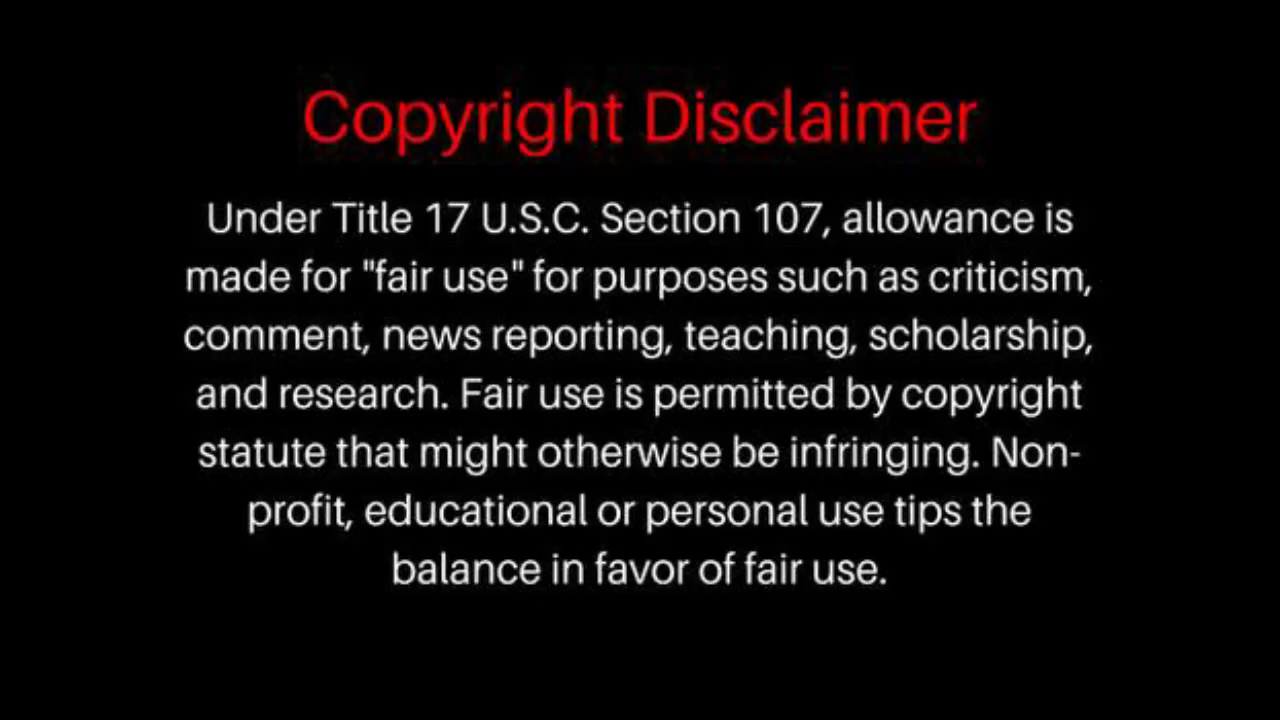 Copyright Disclaimer
Under Title 17 U.S.C. Section 107, allowance is
made for "fair use" for purposes such as criticism,
comment, news reporting, teaching, scholarship,
and research. Fair use is permitted by copyright
statute that might otherwise be infringing. Non-
profit, educational or personal use tips the
balance in favor of fair use.